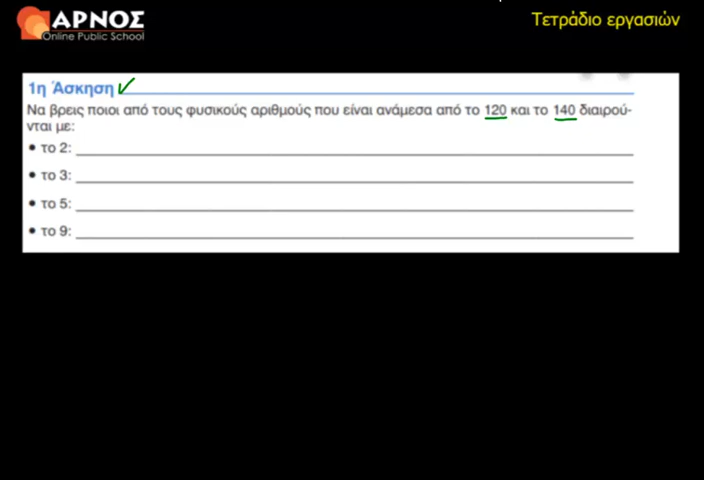 ΑΡΝΟΣ
Online Public School
Τετράδιο εργασιών
1η Άσκηση
Να βρεις ποιοι από τους φυσικούς αριθμούς που είναι ανάμεσα από το 120 και το 140 διαιρού-
νται με:
• το 2:
• το 3:
• το 5:
• το 9: